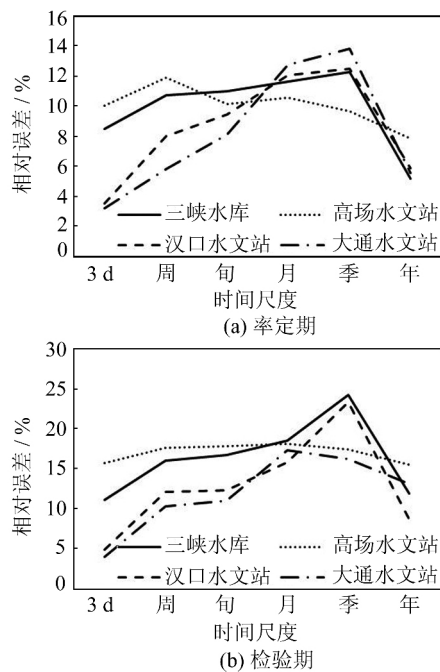 16
14
12
10
8
6
4
2
0
相对误差 / %
三峡水库 高场水文站
汉口水文站 大通水文站
3 d 周 旬 月 季 年
时间尺度
(a) 率定期
30
25
20
15
10
5
0
相对误差 / %
三峡水库 高场水文站
汉口水文站 大通水文站
3 d 周 旬 月 季 年
时间尺度
(b) 检验期